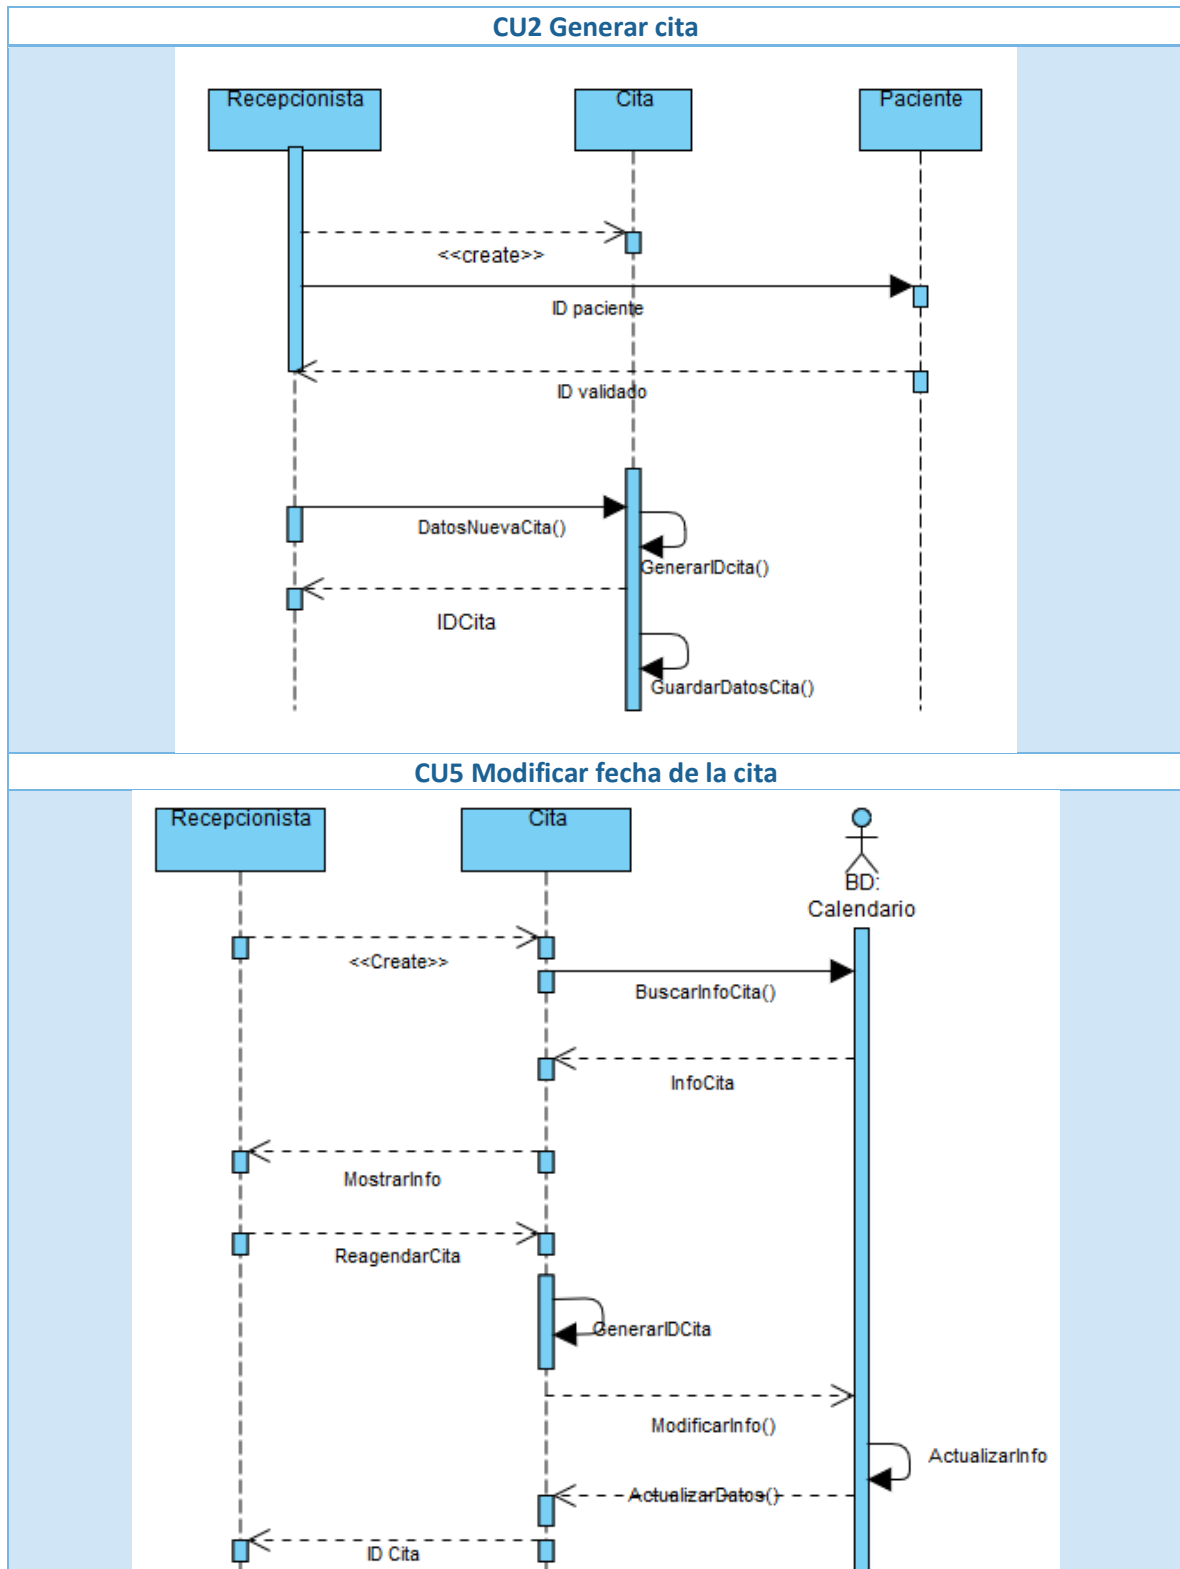 CU2 Generar cita
Recepcionista
Cita
Paciente
<<create>>
ID paciente
ID validado
DatosNuevaCita()
GenerarIDcita()
IDCita
GuardarDatosCita()
CU5 Modificar fecha de la cita
Recepcionista
Cita
BD:
Calendario
<<Create>>
BuscarInfoCita()
InfoCita
MostrarInfo
ReagendarCita
GenerarIDCita
ModificarInfo()
ActualizarInfo
ActualizarDatos()
ID Cita